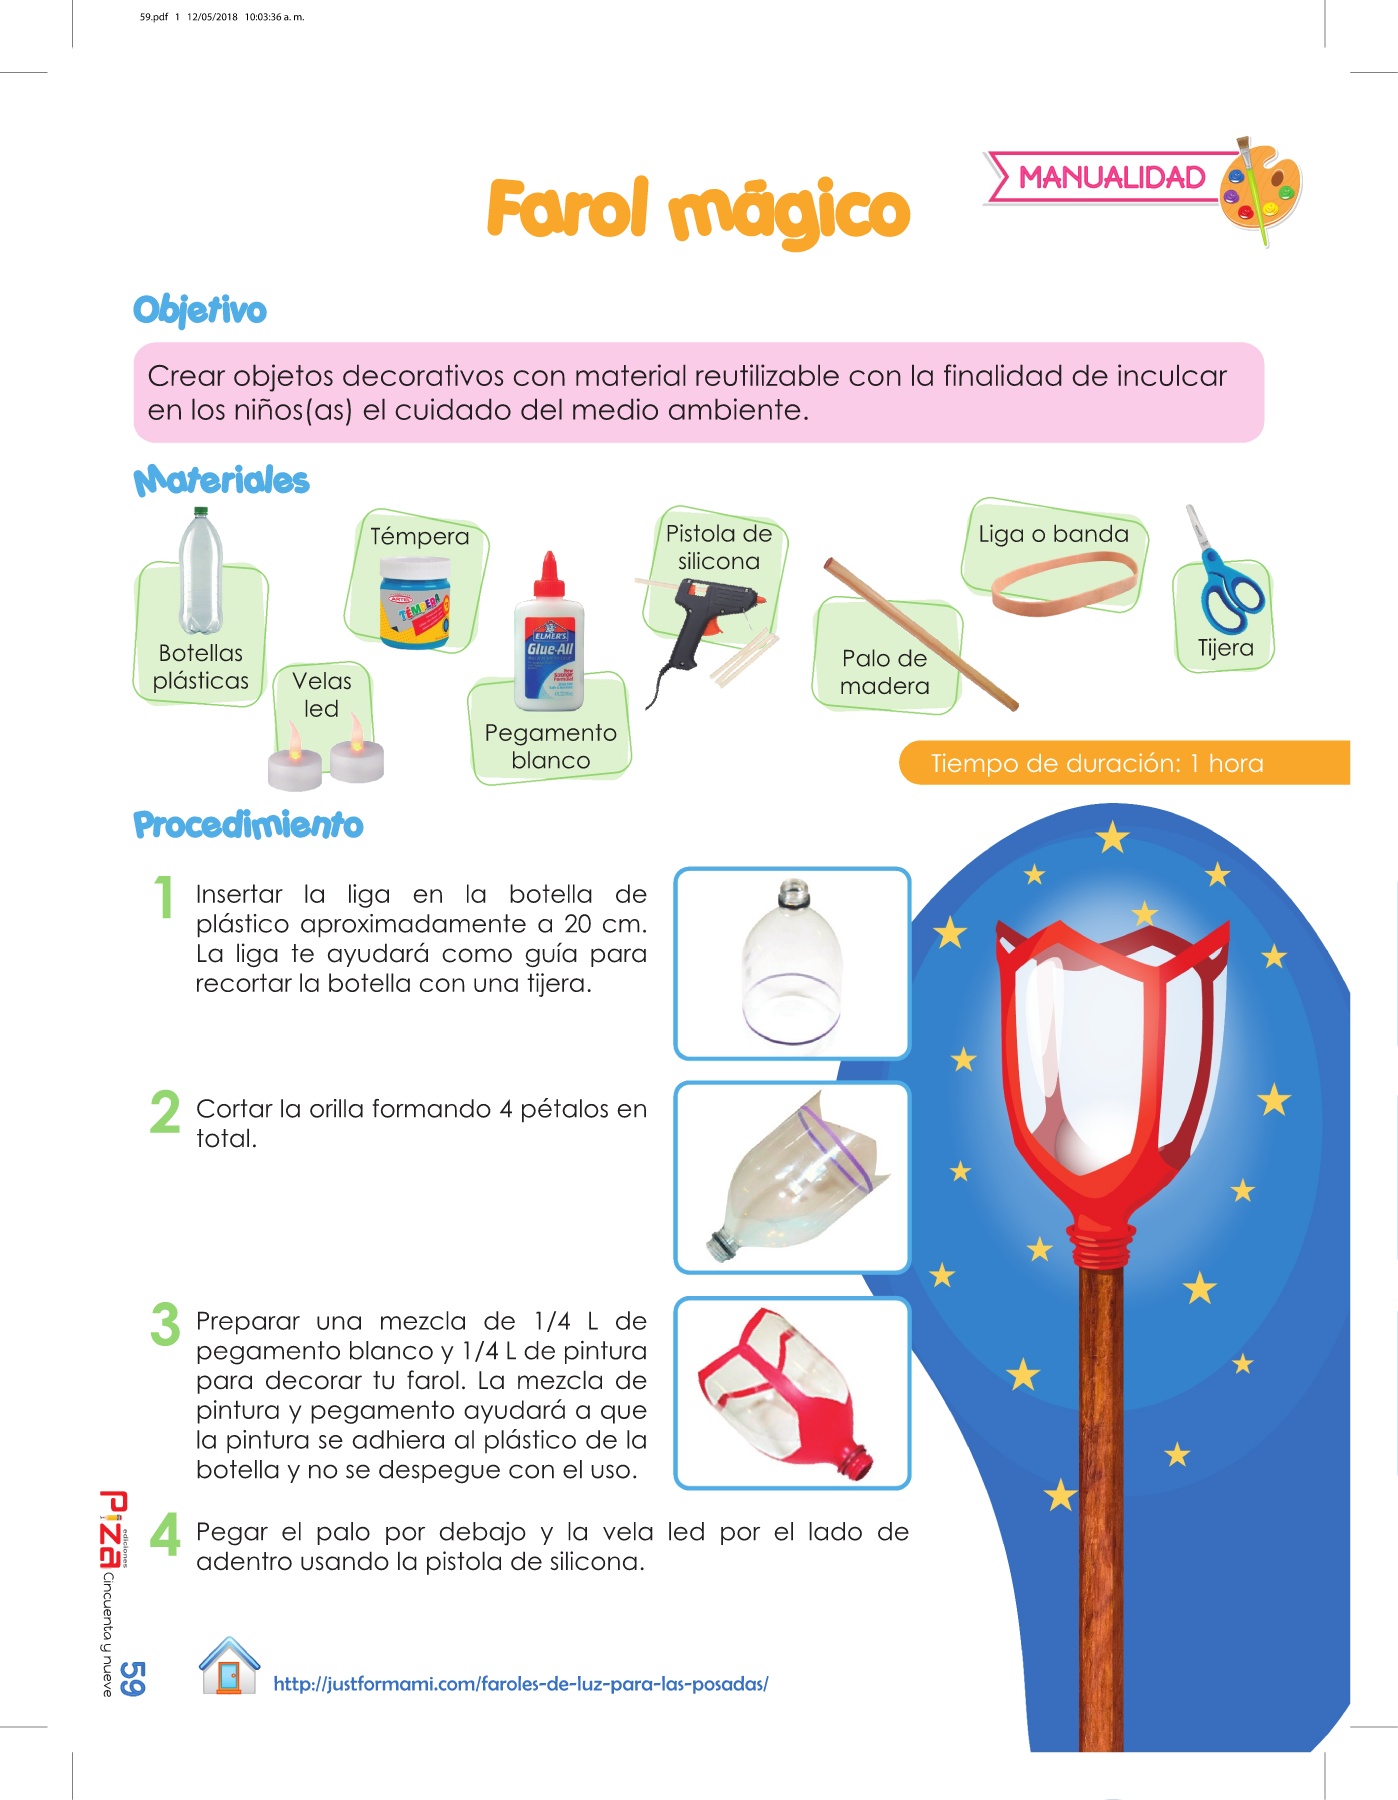 59.pdf 1 12/05/2018 10:03:36 a. m.
MANUALIDAD
Farol mágico
Objetivo
Crear objetos decorativos con material reutilizable con la finalidad de inculcar
en los niños(as) el cuidado del medio ambiente.
Materiales
Botellas
plásticas
Velas
led
Témpera
ARTEL
TÉMPERA
ELMER'S
Glue-All
Pegamento
blanco
Pistola de
silicona
Palo de
madera
Liga o banda
Tijera
Tiempo de duración: 1 hora
Procedimiento
1 Insertar la liga en la botella de
plástico aproximadamente a 20 cm.
La liga te ayudará como guía para
recortar la botella con una tijera.
2 Cortar la orilla formando 4 pétalos en
total.
3 Preparar una mezcla de 1/4 L de
pegamento blanco y 1/4 L de pintura
para decorar tu farol. La mezcla de
pintura y pegamento ayudará a que
la pintura se adhiera al plástico de la
botella y no se despegue con el uso.
4 Pegar el palo por debajo y la vela led por el lado de
adentro usando la pistola de silicona.
http://justformami.com/faroles-de-luz-para-las-posadas/
Piza
ediciones
Cincuenta y nueve
59